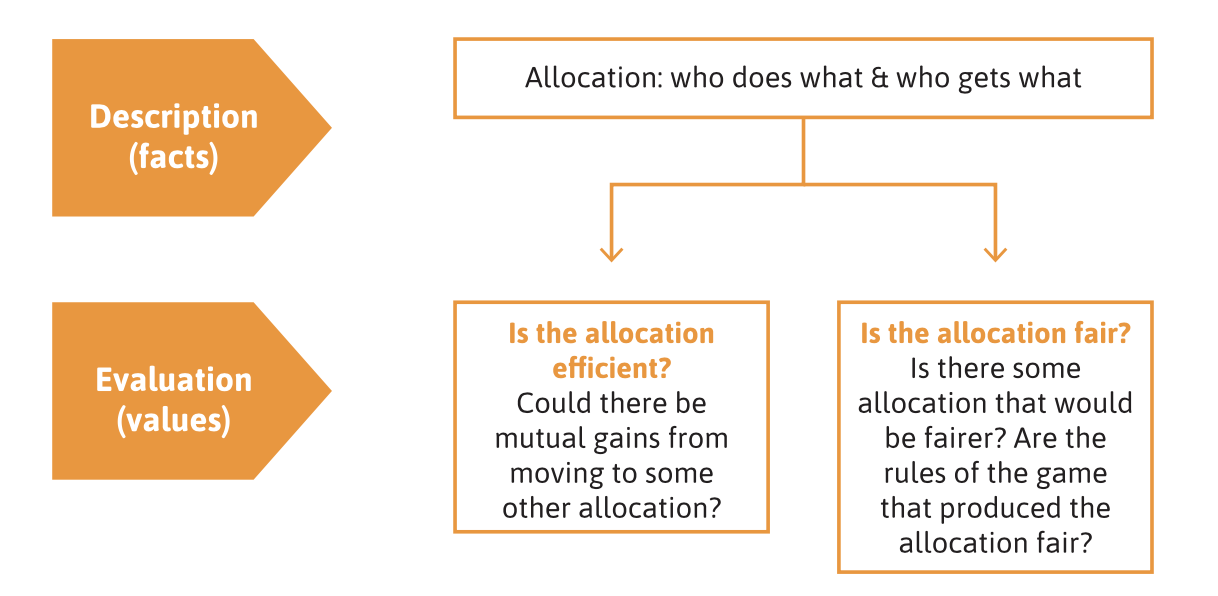 Description
(facts)
Allocation: who does what & who gets what
Evaluation
(values)
Is the allocation
efficient?
Could there be
mutual gains from
moving to some
other allocation?
Is the allocation fair?
Is there some
allocation that would
be fairer? Are the
rules of the game
that produced the
allocation fair?